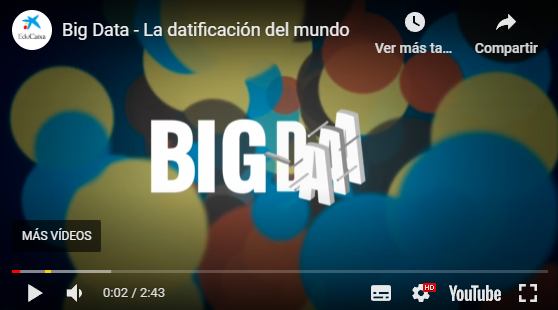 EduCaixa
Big Data - La datificación del mundo
Ver más ta...
Compartir
BIG DATA
MÁS VÍDEOS
0:02 / 2:43
HD
YouTube